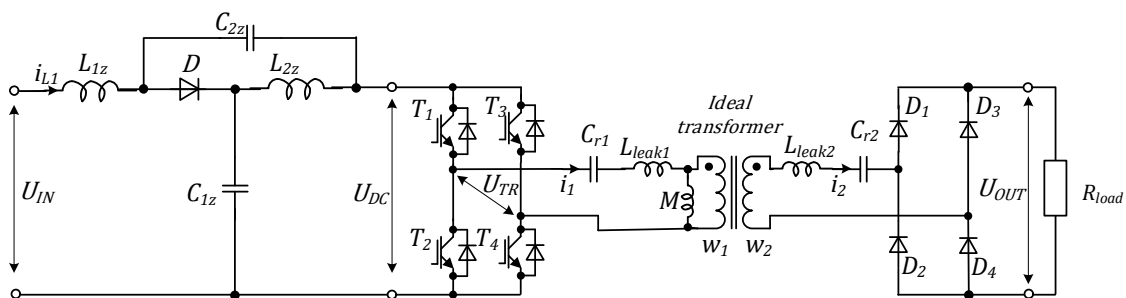 C2z
iL1
L1z
D
L2z
C1z
UIN
UDC
T1
T3
T2
T4
UTR
i1
Cr1
Lleak1
M
Ideal
transformer
w1
w2
Lleak2
i2
Cr2
D1
D3
D2
D4
UOUT
Rload